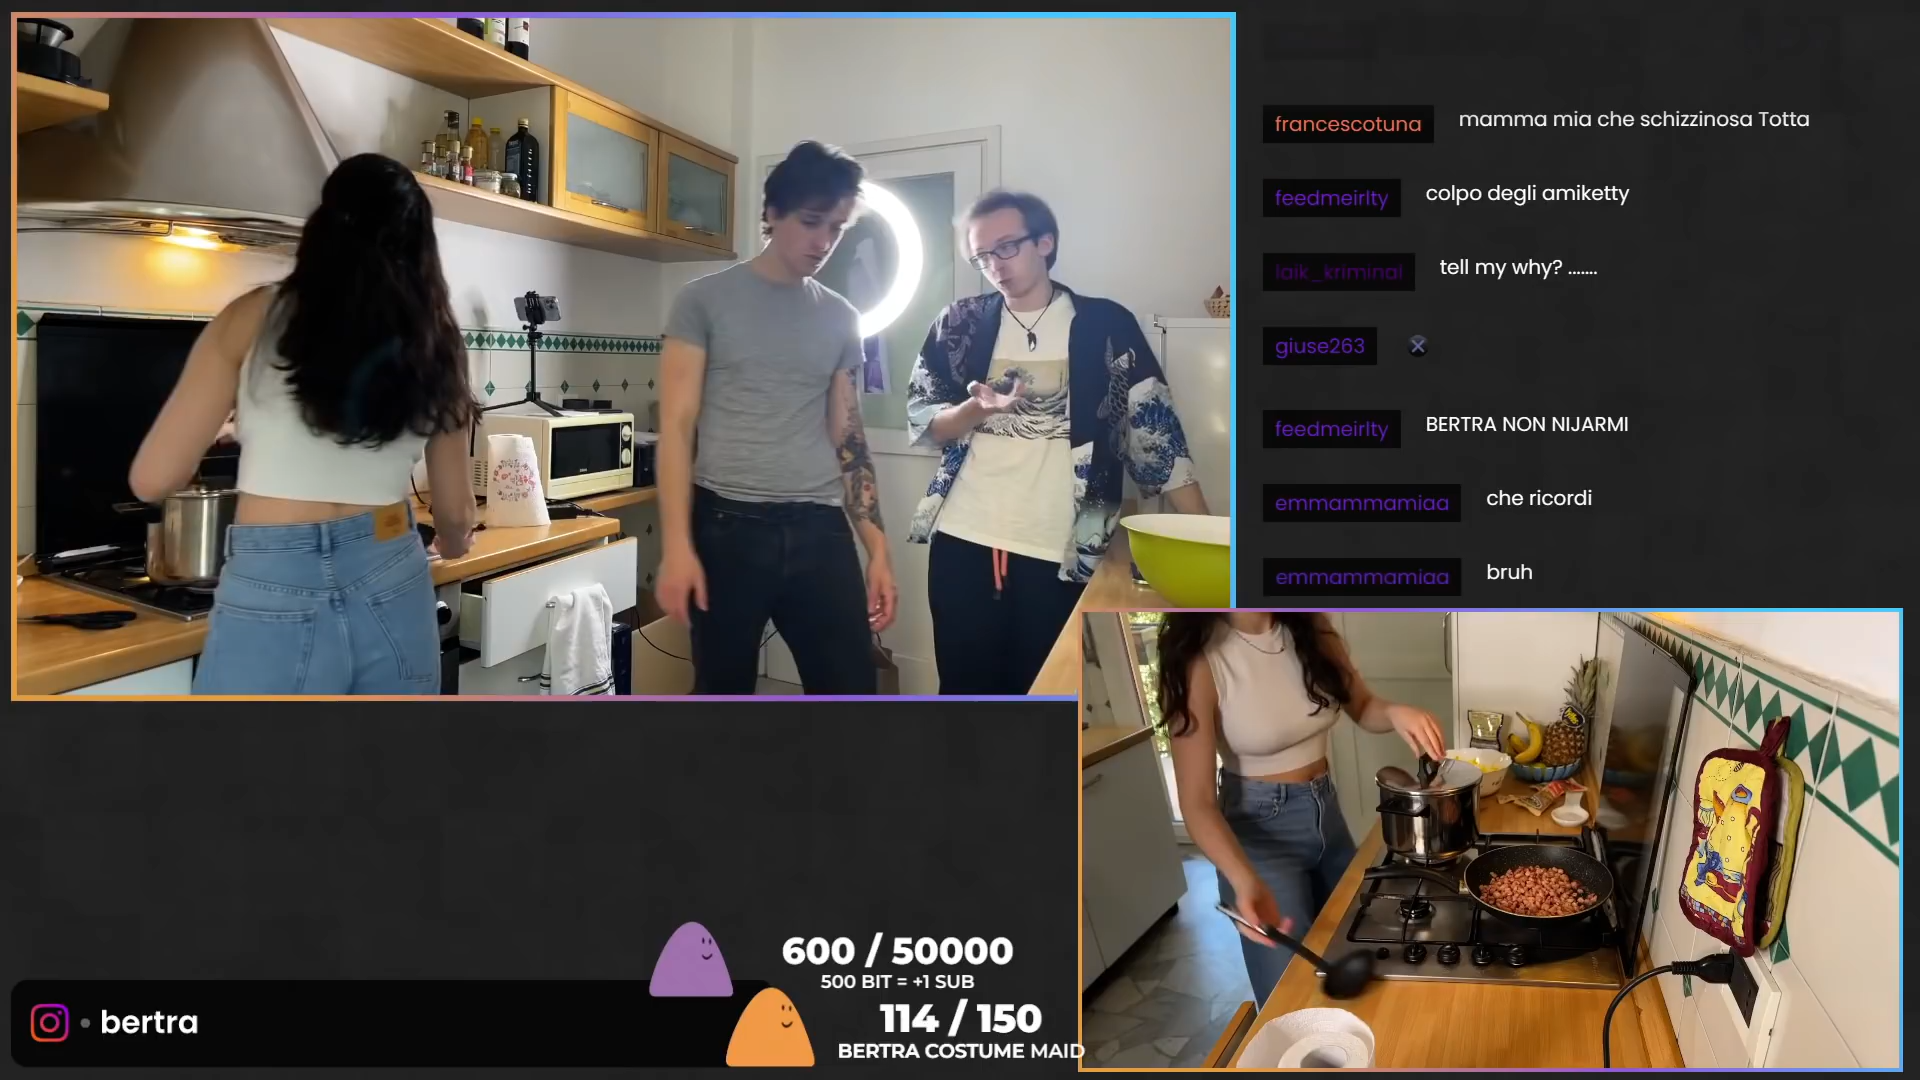 francescotuna mamma mia che schizzinosa Totta
feedmeirlty colpo degli amiketty
laik_kriminal tell my why? .......
giuse263
feedmeirlty BERTRA NON NIJARMI
emmammamiaa che ricordi
emmammamiaa bruh
600 / 50000
500 BIT = +1 SUB
114 / 150
BERTRA COSTUME MAID
bertra